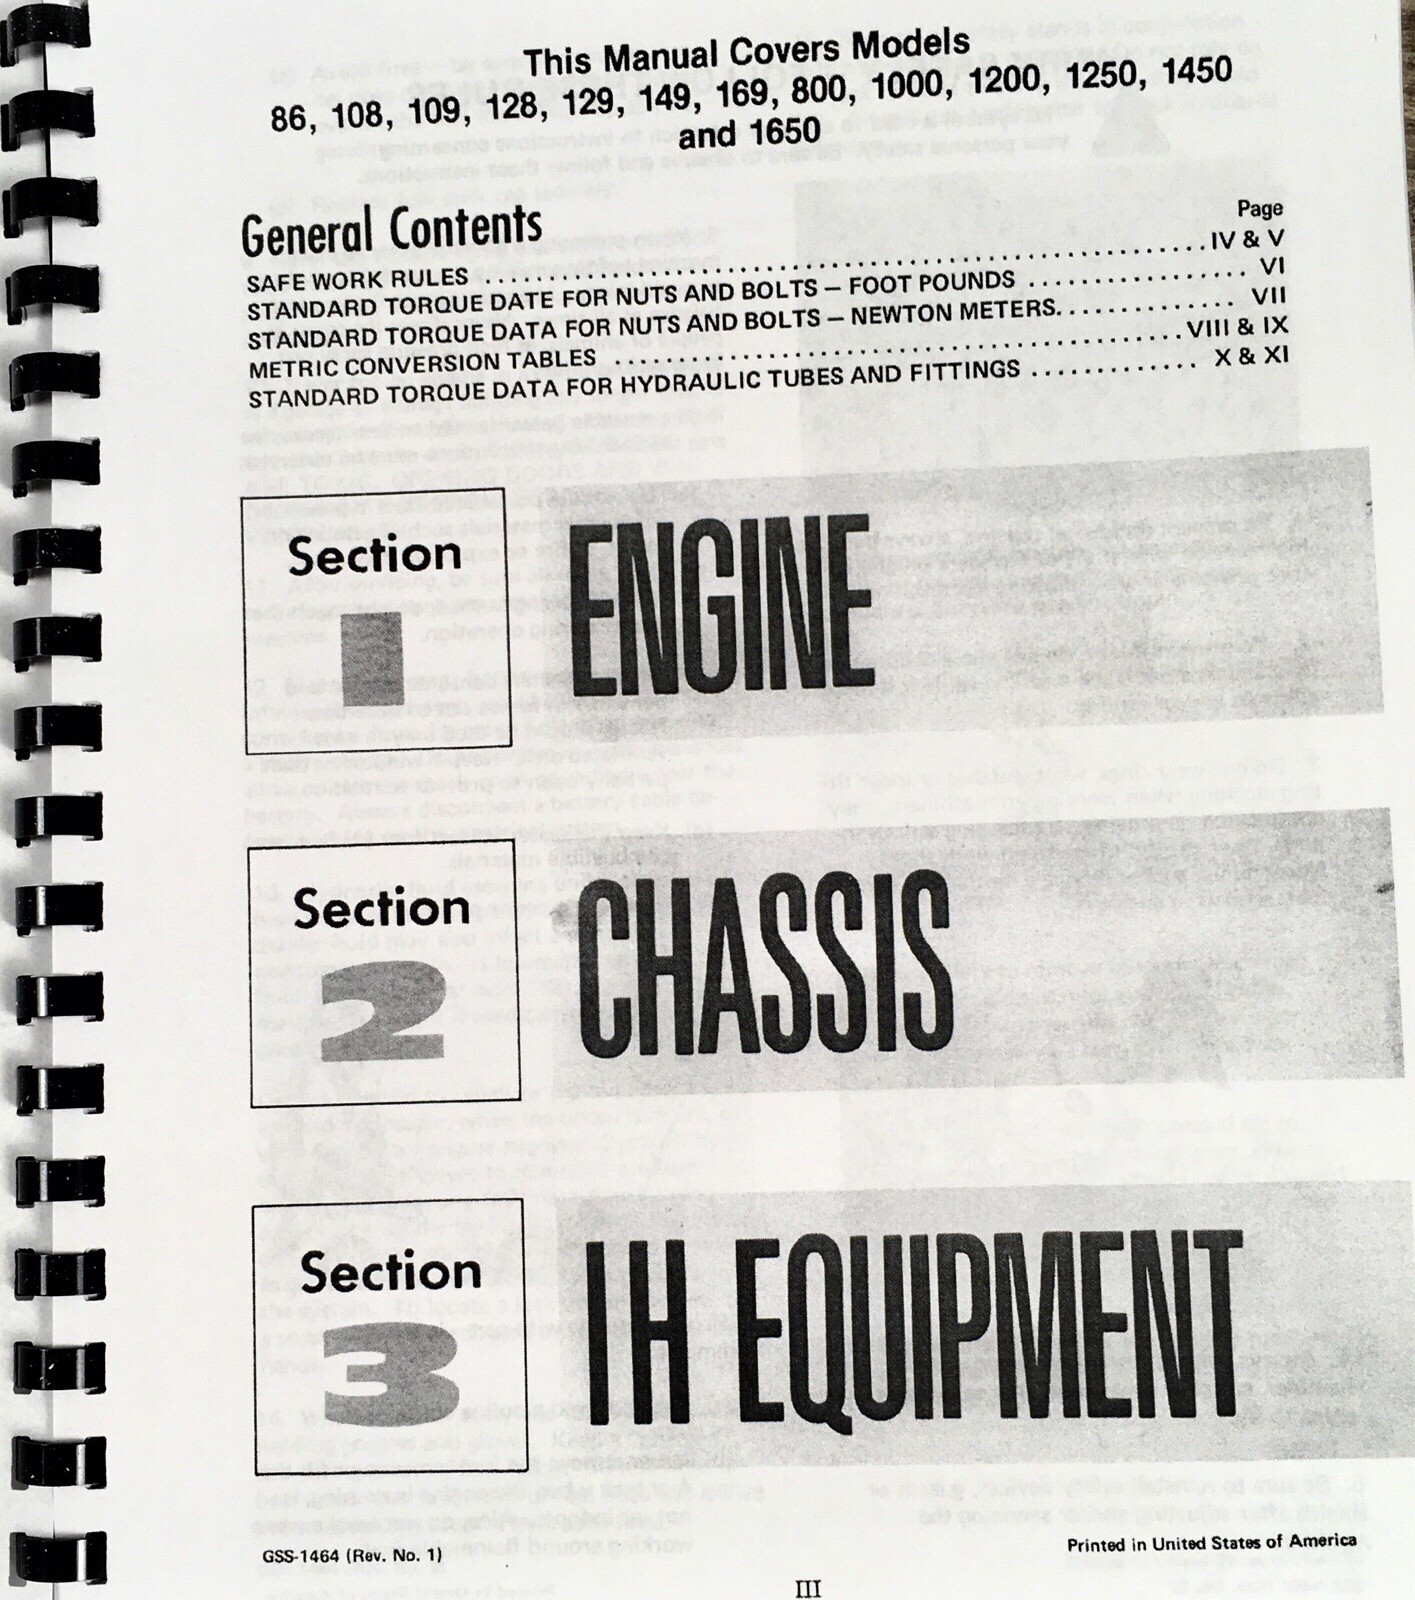 This Manual Covers Models
86, 108, 109, 128, 129, 149, 169, 800, 1000, 1200, 1250, 1450
and 1650
General Contents
Page
SAFE WORK RULES ........................................................ IV & V
STANDARD TORQUE DATE FOR NUTS AND BOLTS – FOOT POUNDS ................ VI
STANDARD TORQUE DATA FOR NUTS AND BOLTS – NEWTON METERS............. VII
METRIC CONVERSION TABLES ........................................... VIII & IX
STANDARD TORQUE DATA FOR HYDRAULIC TUBES AND FITTINGS ............. X & XI
Section
1
ENGINE
Section
2
CHASSIS
Section
3
IH EQUIPMENT
GSS-1464 (Rev. No. 1)
Printed in United States of America
III